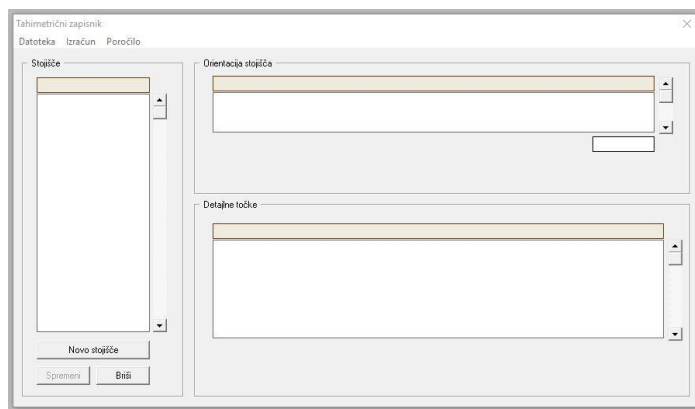 Tahimetrični zapisnik
Datoteka Izračun Poročilo
Stojišče
Orientacija stojišča
Detajlne točke
Novo stojišče
Spremeni Briši